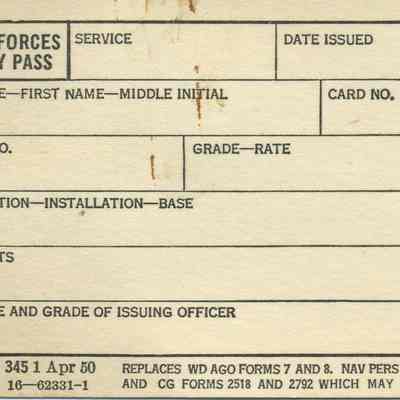 FORCES SERVICE DATE ISSUED
Y PASS
E—FIRST NAME—MIDDLE INITIAL CARD NO.
O. GRADE—RATE
TION—INSTALLATION—BASE
TS
E AND GRADE OF ISSUING OFFICER
345 1 Apr 50 REPLACES WD AGO FORMS 7 AND 8. NAV PERS
16—62331-1 AND CG FORMS 2518 AND 2792 WHICH MAY